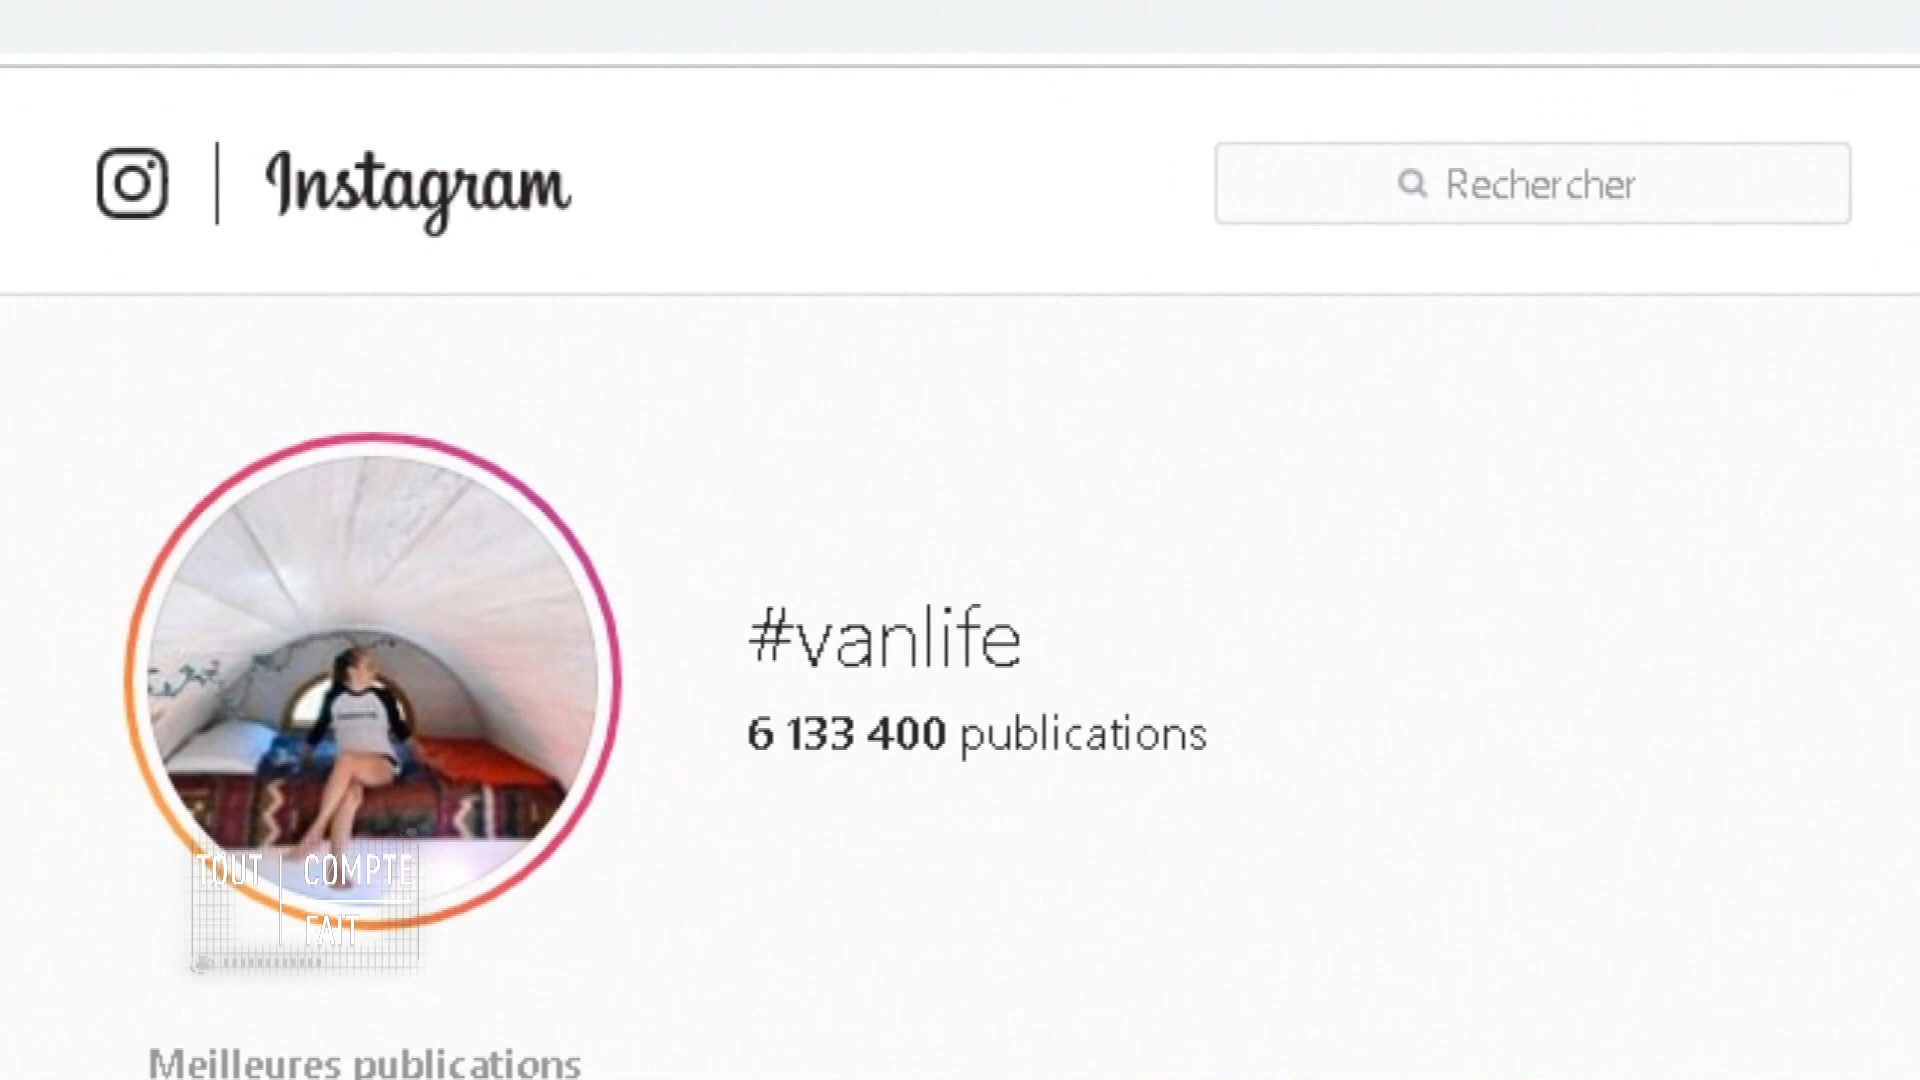 Instagram
Rechercher
#vanlife
6 133 400 publications
TOUT COMPTE
FAIT
Meilleures publications